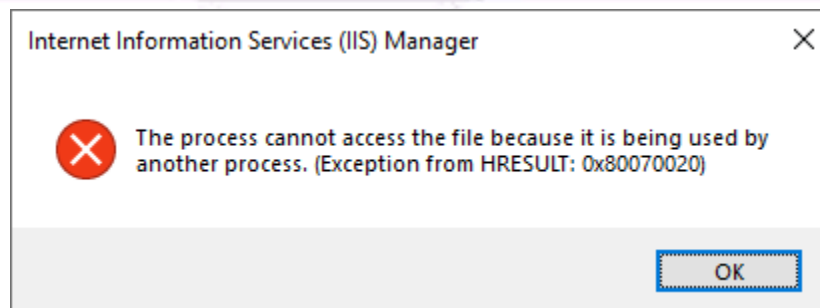 Internet Information Services (IIS) Manager
The process cannot access the file because it is being used by
another process. (Exception from HRESULT: 0x80070020)
OK